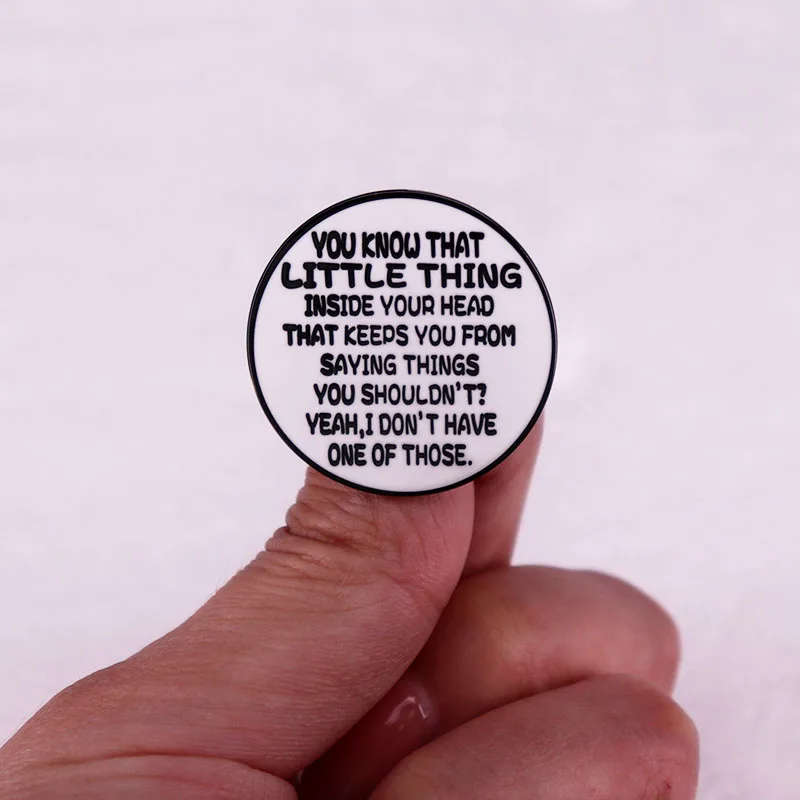 YOU KNOW THAT
LITTLE THING
INSIDE YOUR HEAD
THAT KEEPS YOU FROM
SAYING THINGS
YOU SHOULDN'T?
YEAH,I DON'T HAVE
ONE OF THOSE.